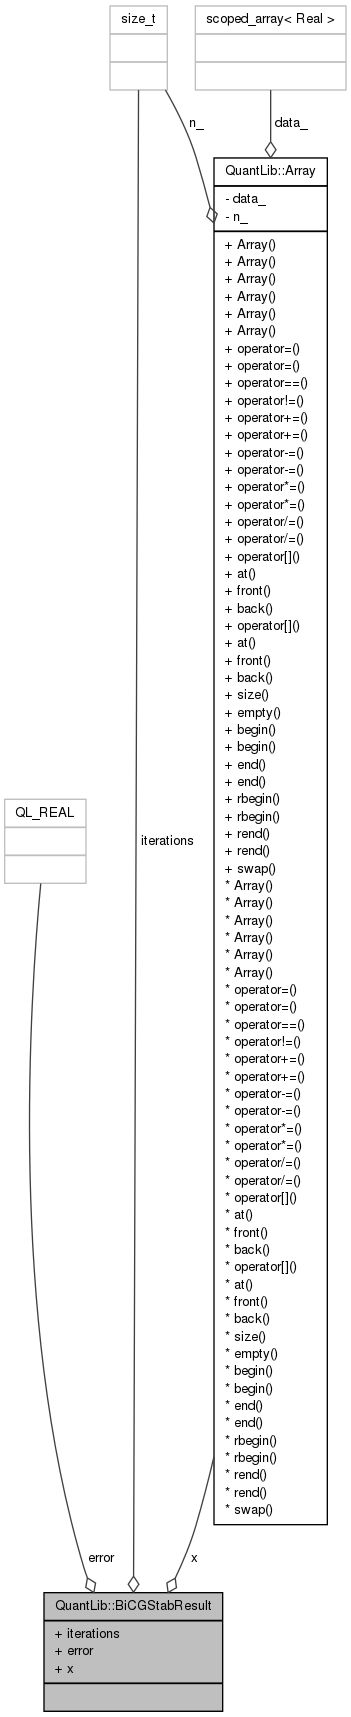 size_t
scoped_array< Real >
n_
data_
QuantLib::Array
- data_
- n_
+ Array()
+ Array()
+ Array()
+ Array()
+ Array()
+ Array()
+ operator=()
+ operator=()
+ operator==()
+ operator!=()
+ operator+=()
+ operator+=()
+ operator-=()
+ operator-=()
+ operator*=()
+ operator*=()
+ operator/=()
+ operator/=()
+ operator[]()
+ at()
+ front()
+ back()
+ operator[]()
+ at()
+ front()
+ back()
+ size()
+ empty()
+ begin()
+ begin()
+ end()
+ end()
+ rbegin()
+ rbegin()
+ rend()
+ rend()
+ swap()
* Array()
* Array()
* Array()
* Array()
* Array()
* Array()
* operator=()
* operator=()
* operator==()
* operator!=()
* operator+=()
* operator+=()
* operator-=()
* operator-=()
* operator*=()
* operator*=()
* operator/=()
* operator/=()
* operator[]()
* at()
* front()
* back()
* operator[]()
* at()
* front()
* back()
* size()
* empty()
* begin()
* begin()
* end()
* end()
* rbegin()
* rbegin()
* rend()
* rend()
* swap()
QL_REAL
iterations
error
x
QuantLib::BiCGStabResult
+ iterations
+ error
+ x